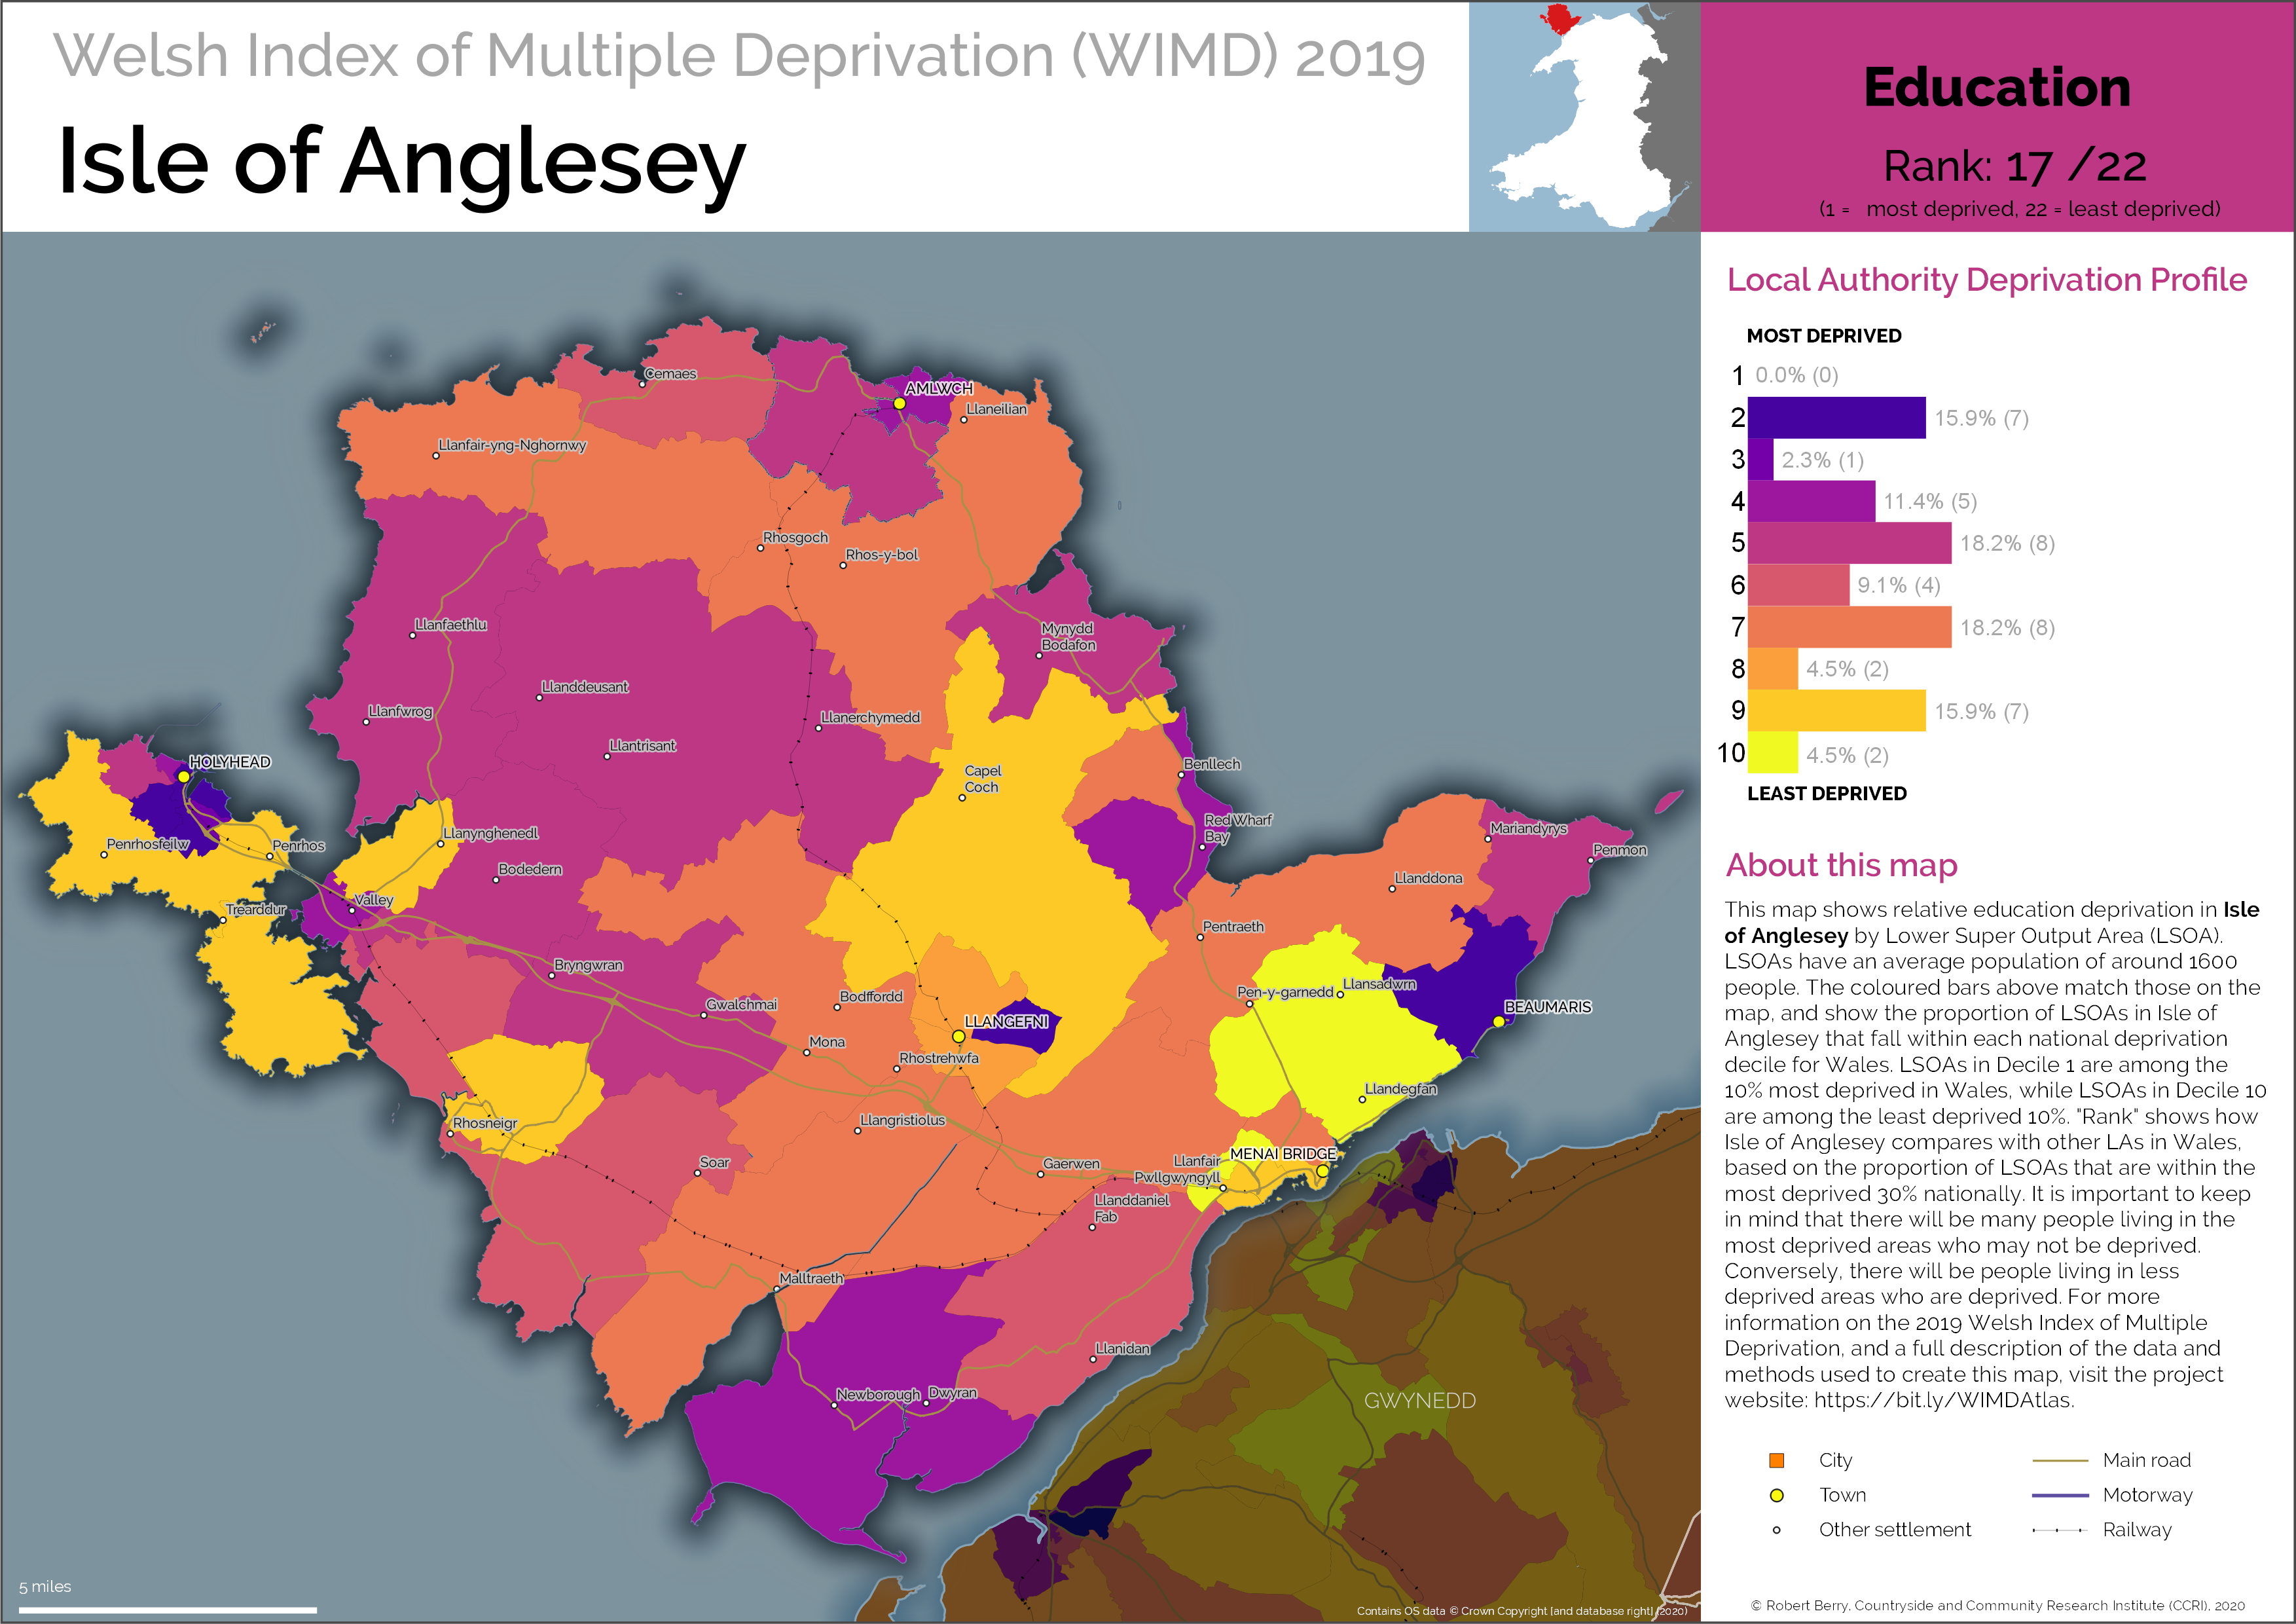 Welsh Index of Multiple Deprivation (WIMD) 2019
Isle of Anglesey
Education
Rank: 17 /22
(1 = most deprived, 22 = least deprived)
Local Authority Deprivation Profile
MOST DEPRIVED
1 0.0% (0)
2 15.9% (7)
3 2.3% (1)
4 11.4% (5)
5 18.2% (8)
6 9.1% (4)
7 18.2% (8)
8 4.5% (2)
9 15.9% (7)
10 4.5% (2)
LEAST DEPRIVED
About this map
This map shows relative education deprivation in Isle
of Anglesey by Lower Super Output Area (LSOA).
LSOAs have an average population of around 1600
people. The coloured bars above match those on the
map, and show the proportion of LSOAs in Isle of
Anglesey that fall within each national deprivation
decile for Wales. LSOAs in Decile 1 are among the
10% most deprived in Wales, while LSOAs in Decile 10
are among the least deprived 10%. "Rank" shows how
Isle of Anglesey compares with other LAs in Wales,
based on the proportion of LSOAs that are within the
most deprived 30% nationally. It is important to keep
in mind that there will be many people living in the
most deprived areas who may not be deprived.
Conversely, there will be people living in less
deprived areas who are deprived. For more
information on the 2019 Welsh Index of Multiple
Deprivation, and a full description of the data and
methods used to create this map, visit the project
website: https://bit.ly/WIMDAtlas.
City
Town
Other settlement
Main road
Motorway
Railway
© Robert Berry, Countryside and Community Research Institute (CCRI), 2020
Cemaes
AMLWCH
Llaneilian
Llanfair-yng-Nghornwy
Rhosgoch
Rhos-y-bol
Llanfaethlu
Mynydd
Bodafon
Llanddeusant
Llanfwrog
Llanerchymedd
Llantrisant
HOLYHEAD
Benllech
Capel
Coch
Red Wharf
Bay
Mariandyrys
Penmon
Llanynghenedl
Penrhosfeilw
Penrhos
Bodedern
Llanddona
Valley
Trearddur
Pentraeth
Bryngwran
Llansadwrn
Pen-y-garnedd
Bodffordd
Gwalchmai
BEAUMARIS
LLANGEFNI
Mona
Rhostrehwfa
Llandegfan
Rhosneigr
Llangristiolus
MENAI BRIDGE
Llanfair
Pwllgwyngyll
Soar
Gaerwen
Llanddaniel
Fab
Malltraeth
Llanidan
Newborough
Dwyran
GWYNEDD
5 miles
Contains OS data © Crown Copyright [and database right] (2020)